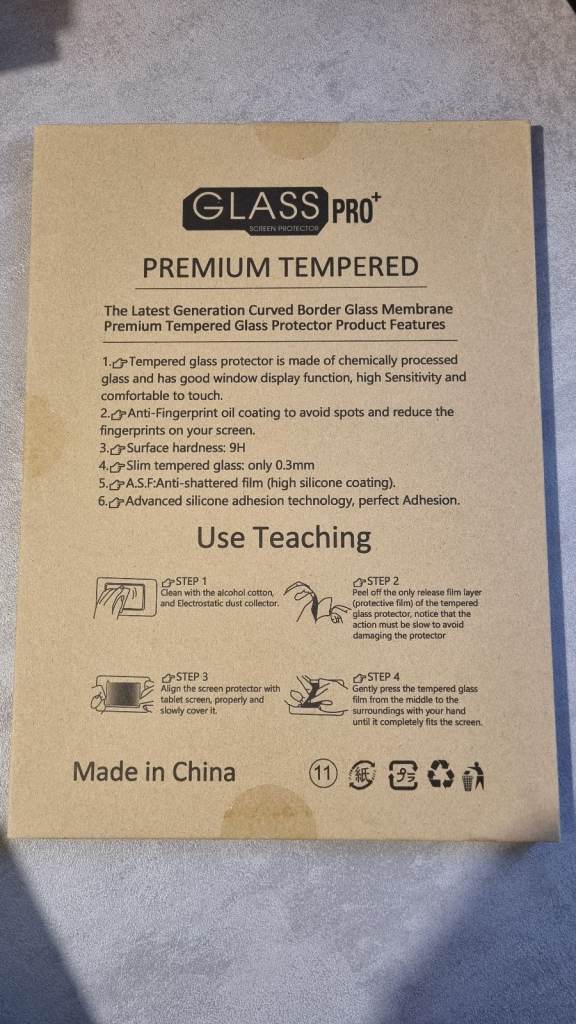 GLASS PRO+
SCREEN PROTECTOR
PREMIUM TEMPERED
The Latest Generation Curved Border Glass Membrane
Premium Tempered Glass Protector Product Features
1.Tempered glass protector is made of chemically processed
glass and has good window display function, high Sensitivity and
comfortable to touch.
2.Anti-Fingerprint oil coating to avoid spots and reduce the
fingerprints on your screen.
3.Surface hardness: 9H
4.Slim tempered glass: only 0.3mm
5.A.S.F:Anti-shattered film (high silicone coating).
6.Advanced silicone adhesion technology, perfect Adhesion.
Use Teaching
STEP 1
Clean with the alcohol cotton,
and Electrostatic dust collector.
STEP 2
Peel off the only release film layer
(protective film) of the tempered
glass protector, notice that the
action must be slow to avoid
damaging the protector
STEP 3
Align the screen protector with
tablet screen, properly and
slowly cover it.
STEP 4
Gently press the tempered glass
film from the middle to the
surroundings with your hand
until it completely fits the screen.
Made in China
11 紙 プラ